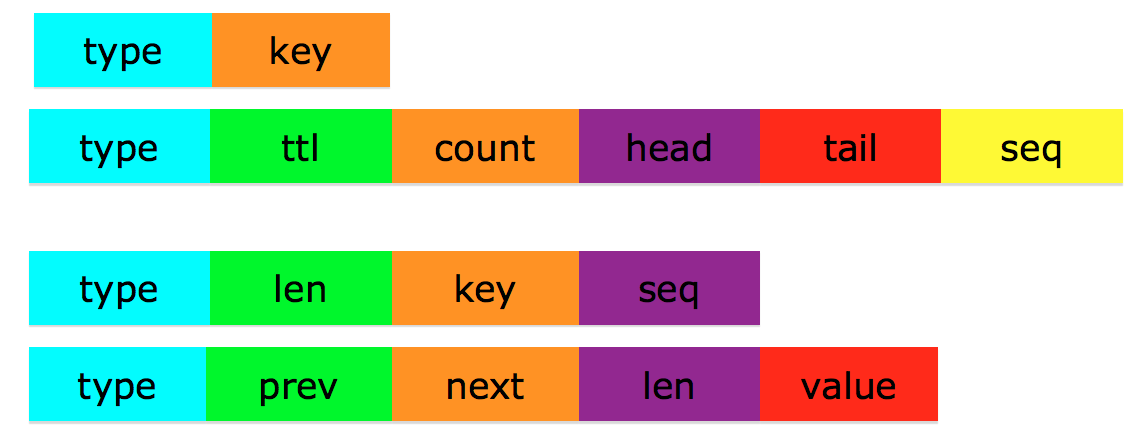 type key
type ttl count head tail seq
type len key seq
type prev next len value